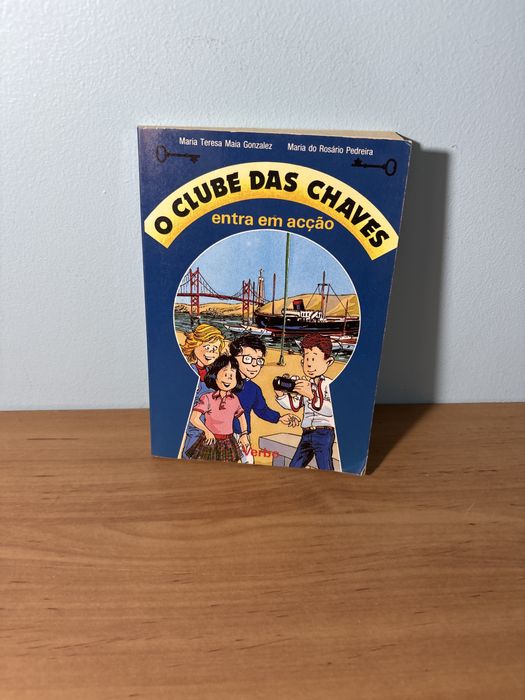 Maria Teresa Maia Gonzalez Maria do Rosário Pedreira
O CLUBE DAS CHAVES
entra em acção
Verbo